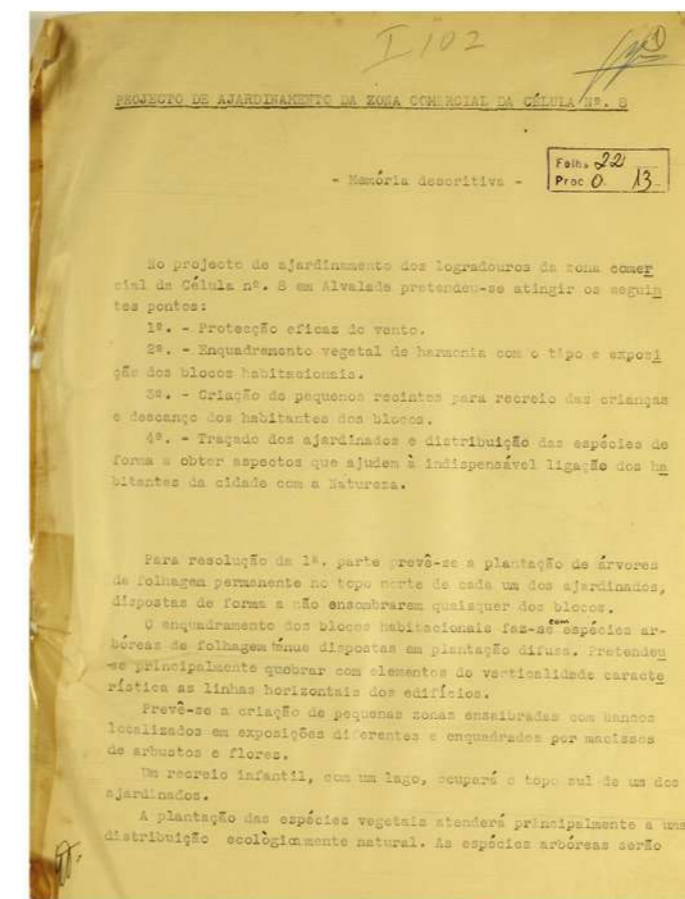 I 102
PROJECTO DE AJARDINAMENTO DA ZONA COMERCIAL DA CÉLULA Nº. 8
- Memória descritiva -
Folha 22
Proc. 0. 13
No projecto de ajardinamento dos logradouros da zona comer
cial da Célula nº. 8 em Alvalade pretendeu-se atingir os seguin
tes pontos:
1º. - Protecção eficaz do vento.
2º. - Enquadramento vegetal de harmonia com o tipo e exposi
ção dos blocos habitacionais.
3º. - Criação de pequenos recintos para recreio das crianças
e descanço dos habitantes dos blocos.
4º. - Traçado dos ajardinados e distribuição das espécies de
forma a obter aspectos que ajudem à indispensável ligação dos ha
bitantes da cidade com a Natureza.
Para resolução da 1ª. parte prevê-se a plantação de árvores
de folhagem permanente no topo norte de cada um dos ajardinados,
dispostas de forma a não ensombrarem quaisquer dos blocos.
O enquadramento dos blocos habitacionais faz-se com espécies ar-
bóreas de folhagem ténue dispostas em plantação difusa. Pretendeu
-se principalmente quebrar com elementos de verticalidade caracte
rística as linhas horizontais dos edifícios.
Prevê-se a criação de pequenas zonas ensaibradas com bancos
localizados em exposições diferentes e enquadrados por macissos
de arbustos e flores.
Um recreio infantil, com um lago, ocupará o topo sul de um dos
ajardinados.
A plantação das espécies vegetais atenderá principalmente a uma
distribuição ecològicamente natural. As espécies arbóreas serão